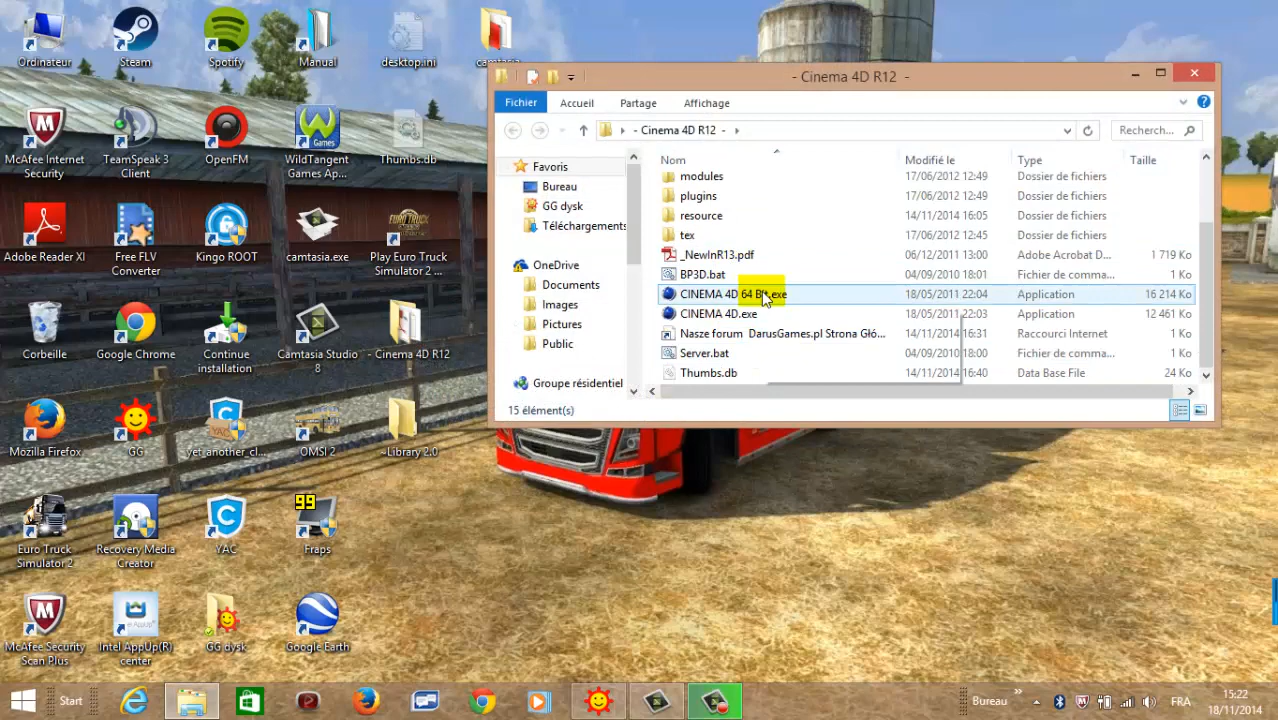 Ordinateur
Steam
Spotify
Manual
desktop.ini
McAfee Internet
Security
TeamSpeak 3
Client
OpenFM
WildTangent
Games Ap...
Thumbs.db
Adobe Reader XI
Free FLV
Converter
Kingo ROOT
camtasia.exe
Play Euro Truck
Simulator 2 ...
Corbeille
Google Chrome
Continue
installation
Camtasia Studio
8
- Cinema 4D R12
Mozilla Firefox
GG
yet_another_cl...
OMSI 2
~Library 2.0
Euro Truck
Simulator 2
Recovery Media
Creator
YAC
99
Fraps
McAfee Security
Scan Plus
Intel AppUp(R)
center
GG dysk
Google Earth
- Cinema 4D R12 -
Fichier
Accueil
Partage
Affichage
- Cinema 4D R12 -
Recherch...
Favoris
Bureau
GG dysk
Téléchargements
OneDrive
Documents
Images
Pictures
Public
Groupe résidentiel
Nom
Modifié le
Type
Taille
modules 17/06/2012 12:49 Dossier de fichiers
plugins 17/06/2012 12:49 Dossier de fichiers
resource 14/11/2014 16:05 Dossier de fichiers
tex 17/06/2012 12:45 Dossier de fichiers
_NewInR13.pdf 06/12/2011 13:00 Adobe Acrobat D... 1 719 Ko
BP3D.bat 04/09/2010 18:01 Fichier de comma... 1 Ko
CINEMA 4D 64 Bit.exe 18/05/2011 22:04 Application 16 214 Ko
CINEMA 4D.exe 18/05/2011 22:03 Application 12 461 Ko
Nasze forum DarusGames.pl Strona Głó... 14/11/2014 16:31 Raccourci Internet 1 Ko
Server.bat 04/09/2010 18:00 Fichier de comma... 1 Ko
Thumbs.db 14/11/2014 16:40 Data Base File 24 Ko
15 élément(s)
Start
Bureau
FRA
15:22
18/11/2014